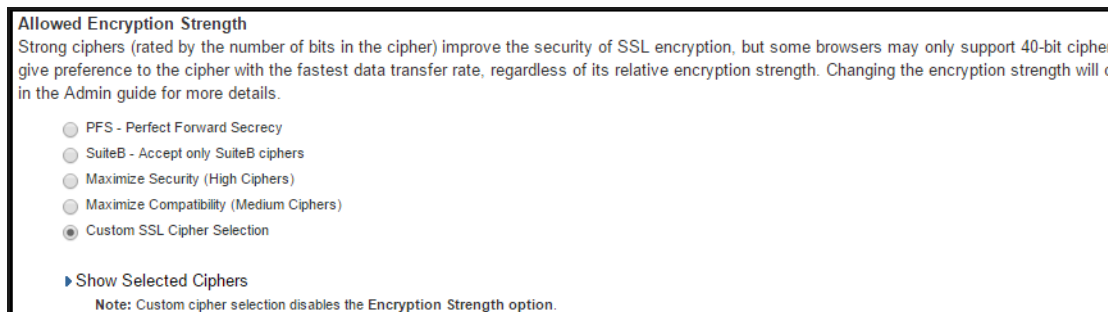 Allowed Encryption Strength
Strong ciphers (rated by the number of bits in the cipher) improve the security of SSL encryption, but some browsers may only support 40-bit
give preference to the cipher with the fastest data transfer rate, regardless of its relative encryption strength. Changing the encryption strength will
in the Admin guide for more details.
PFS - Perfect Forward Secrecy
SuiteB - Accept only SuiteB ciphers
Maximize Security (High Ciphers)
Maximize Compatibility (Medium Ciphers)
Custom SSL Cipher Selection
Show Selected Ciphers
Note: Custom cipher selection disables the Encryption Strength option.